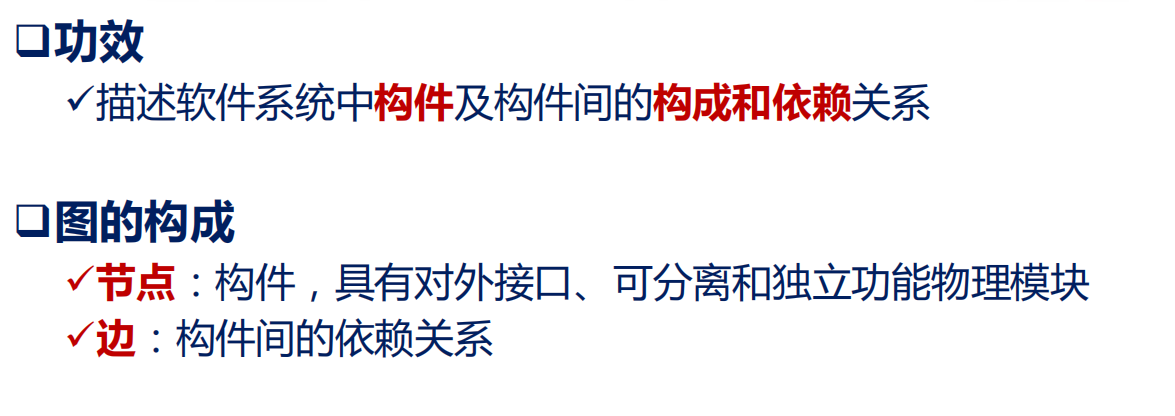 功效
描述软件系统中构件及构件间的构成和依赖关系
图的构成
节点：构件，具有对外接口、可分离和独立功能物理模块
边：构件间的依赖关系